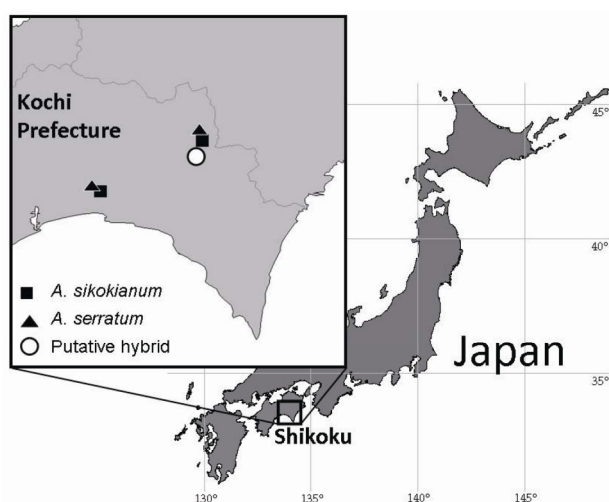 Kochi
Prefecture
A. sikokianum
A. serratum
Putative hybrid
45°
40°
Japan
35°
Shikoku
130°
135°
140°
145°